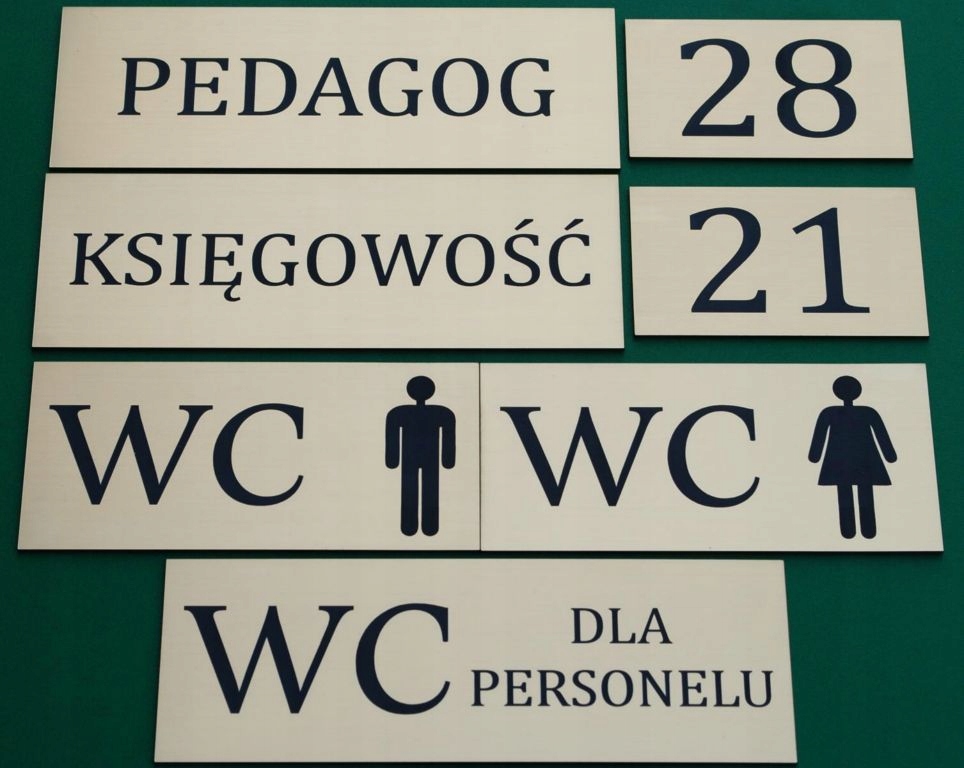 PEDAGOG
28
KSIĘGOWOŚĆ
21
WC
WC
WC
DLA
PERSONELU